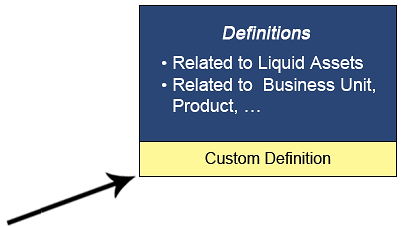 Definitions
• Related to Liquid Assets
• Related to  Business Unit,
Product, …
Custom Definition